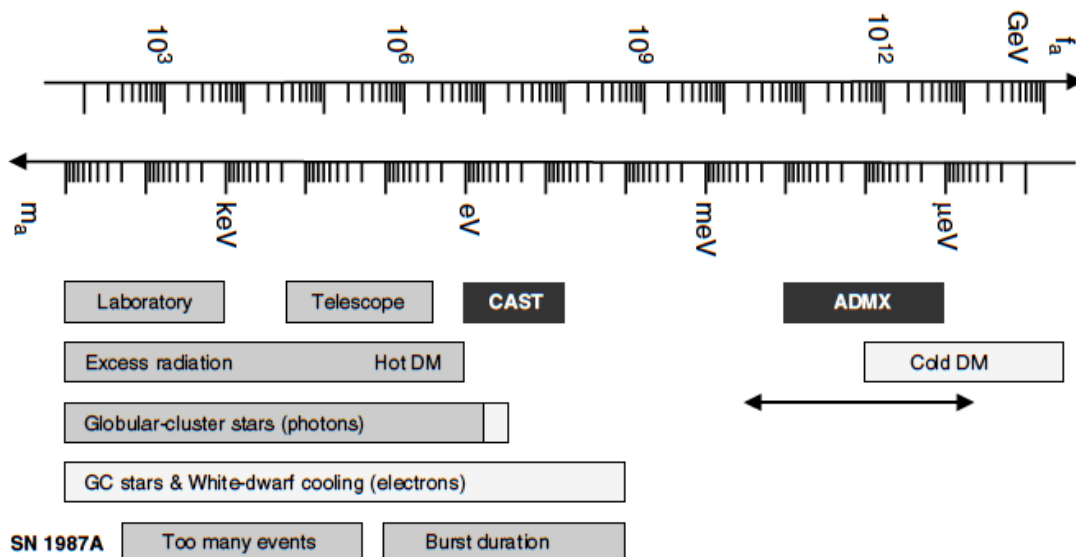 10³ 10⁶ 10⁹ 10¹² GeV fₐ
mₐ keV eV meV μeV
Laboratory Telescope CAST ADMX
Excess radiation Hot DM Cold DM
Globular-cluster stars (photons)
GC stars & White-dwarf cooling (electrons)
SN 1987A Too many events Burst duration